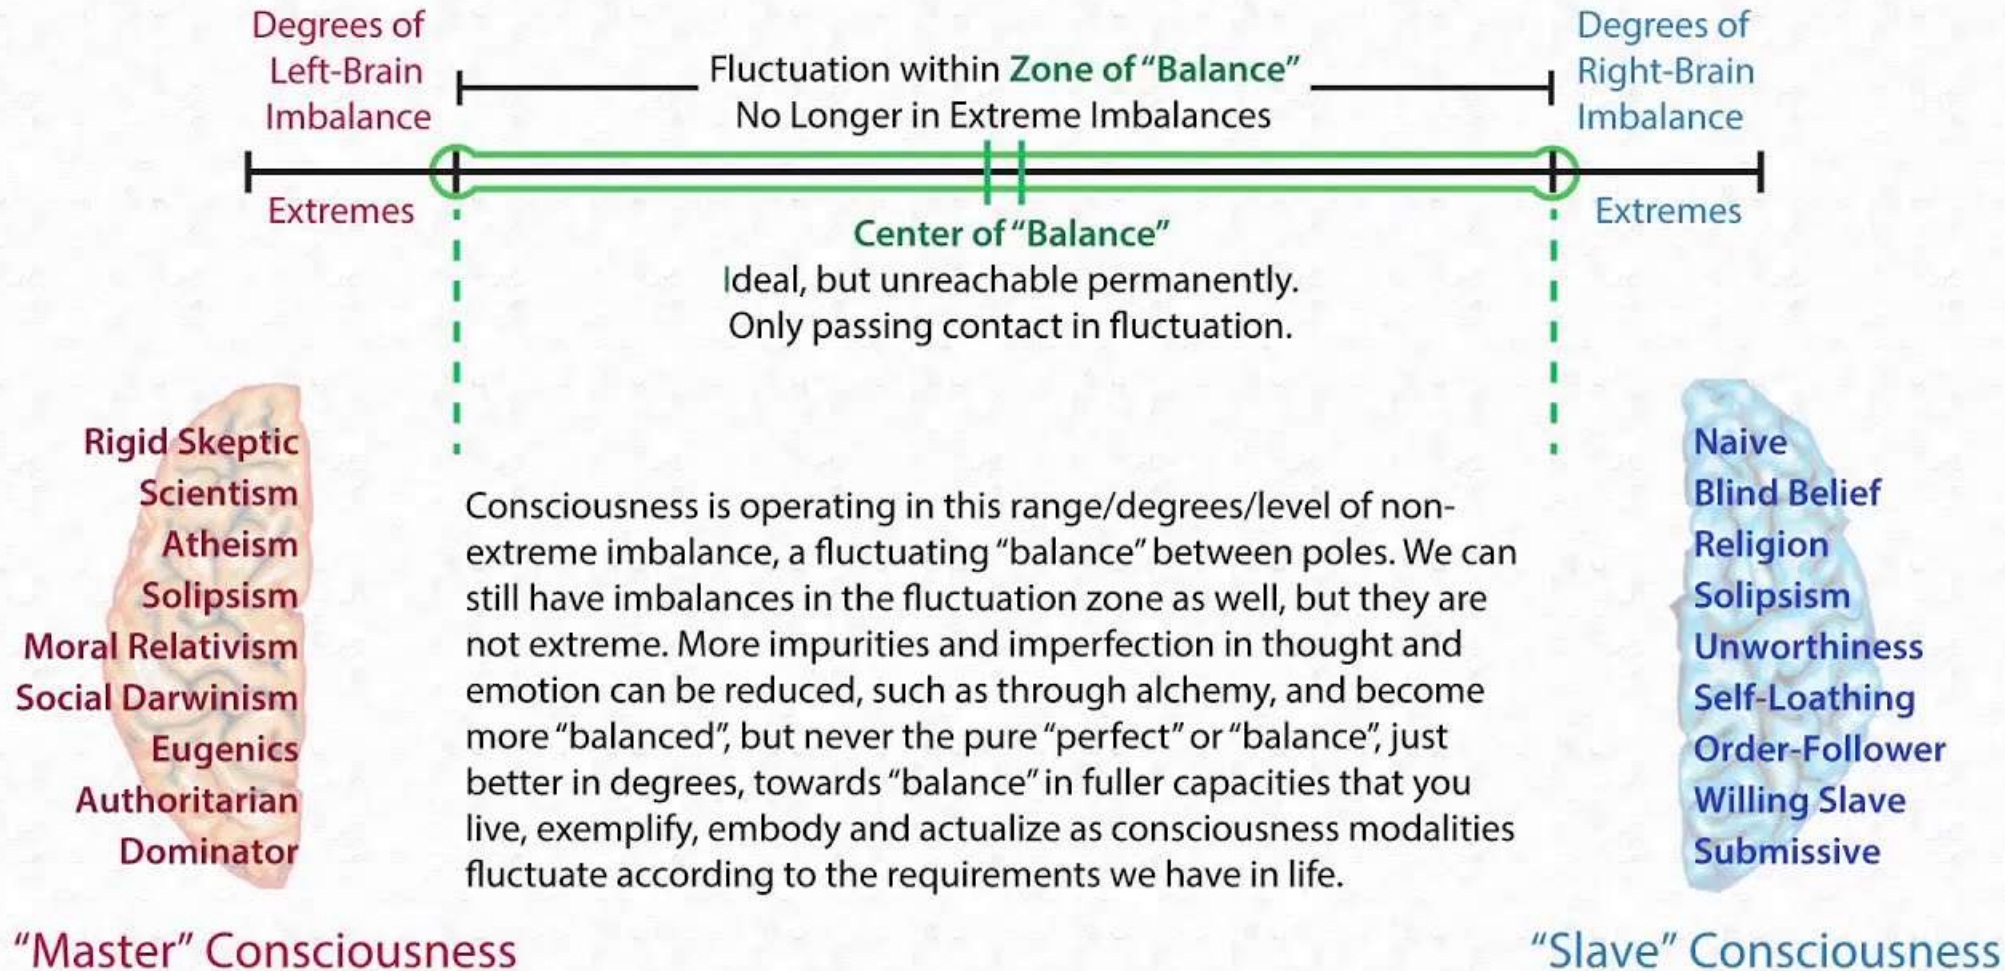 Degrees of
Left-Brain
Imbalance
Fluctuation within Zone of “Balance”
No Longer in Extreme Imbalances
Degrees of
Right-Brain
Imbalance
Extremes
Extremes
Center of “Balance”
Ideal, but unreachable permanently.
Only passing contact in fluctuation.
Rigid Skeptic
Scientism
Atheism
Solipsism
Moral Relativism
Social Darwinism
Eugenics
Authoritarian
Dominator
Consciousness is operating in this range/degrees/level of non-
extreme imbalance, a fluctuating “balance” between poles. We can
still have imbalances in the fluctuation zone as well, but they are
not extreme. More impurities and imperfection in thought and
emotion can be reduced, such as through alchemy, and become
more “balanced”, but never the pure “perfect” or “balance”, just
better in degrees, towards “balance” in fuller capacities that you
live, exemplify, embody and actualize as consciousness modalities
fluctuate according to the requirements we have in life.
Naive
Blind Belief
Religion
Solipsism
Unworthiness
Self-Loathing
Order-Follower
Willing Slave
Submissive
“Master” Consciousness
“Slave” Consciousness